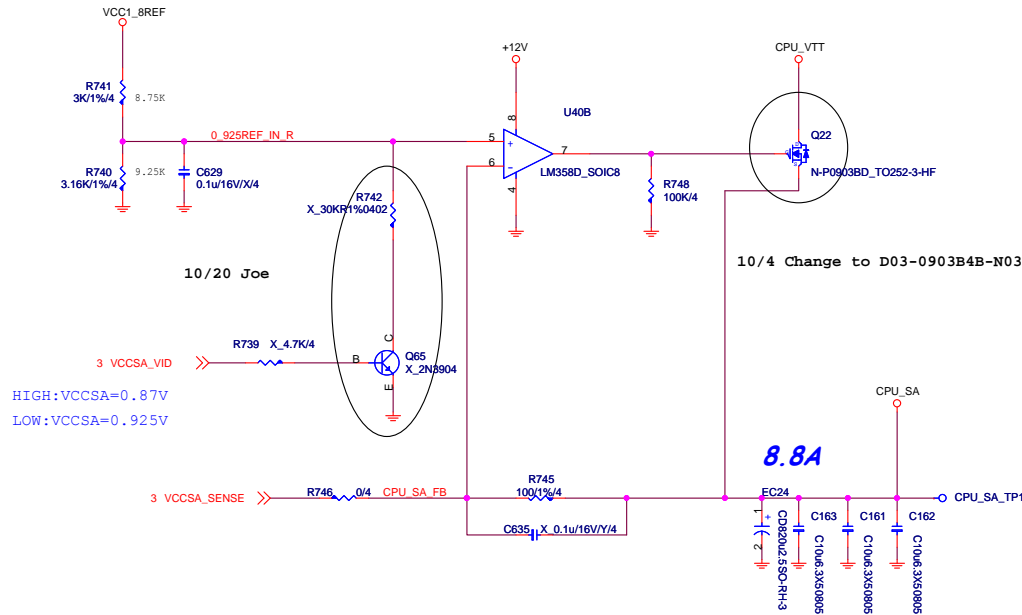 VCC1_8REF
R741
3K/1%/4
8.75K
0_925REF_IN_R
R740
3.16K/1%/4
9.25K
C629
0.1u/16V/X/4
R742
X_30KR1%0402
10/20 Joe
3 VCCSA_VID
R739
X_4.7K/4
B
C
E
Q65
X_2N3904
HIGH:VCCSA=0.87V
LOW:VCCSA=0.925V
+12V
U40B
8
5
+
6
-
7
4
LM358D_SOIC8
R748
100K/4
CPU_VTT
Q22
N-P0903BD_TO252-3-HF
10/4 Change to D03-0903B4B-N03
3 VCCSA_SENSE
R746
0/4
CPU_SA_FB
R745
100/1%/4
C635
X_0.1u/16V/Y/4
8.8A
CPU_SA
CPU_SA_TP1
EC24
1
+
2
CD820u2.5SO-RH-3
C163
C10u6.3X50805
C161
C10u6.3X50805
C162
C10u6.3X50805